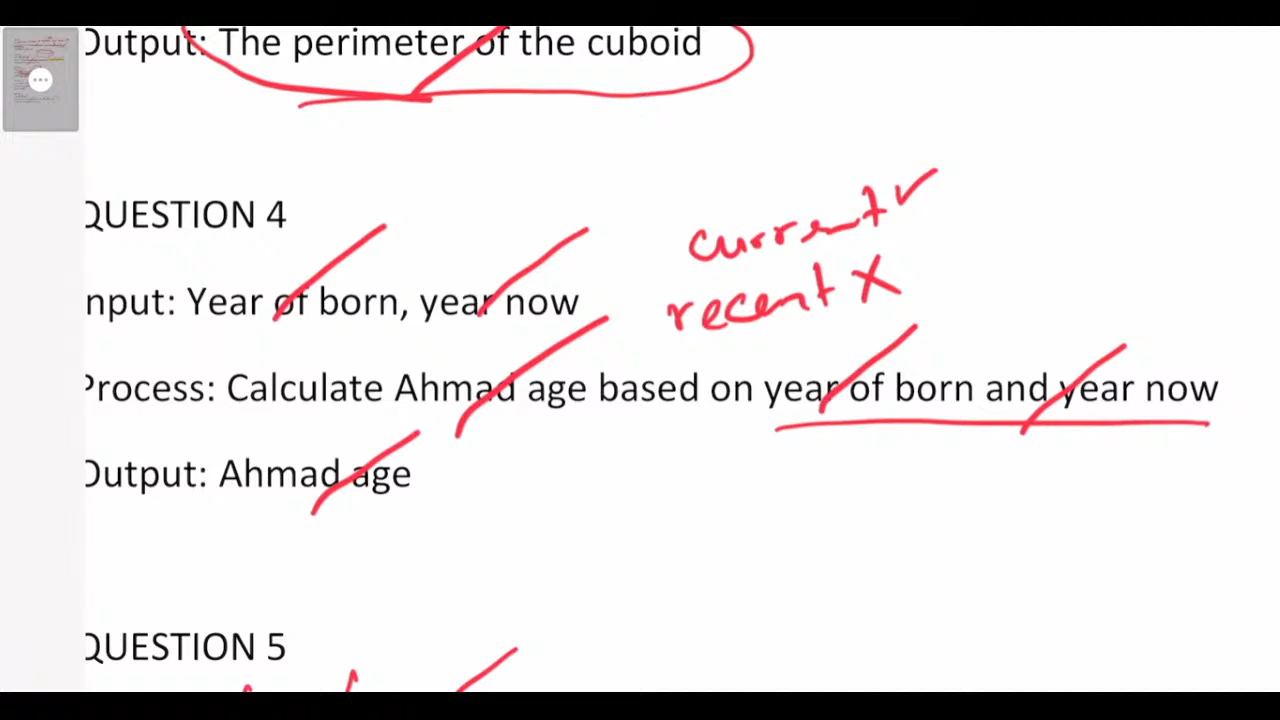 Output: The perimeter of the cuboid
QUESTION 4
current ✓
Input: Year of born, year now
recent X
Process: Calculate Ahmad age based on year of born and year now
Output: Ahmad age
QUESTION 5